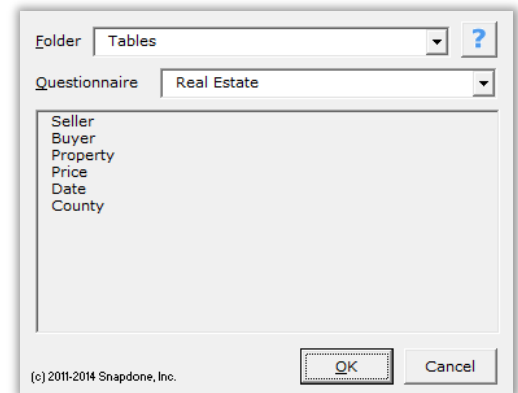 Folder Tables ?
Questionnaire Real Estate
Seller
Buyer
Property
Price
Date
County
(c) 2011-2014 Snapdone, Inc. OK Cancel